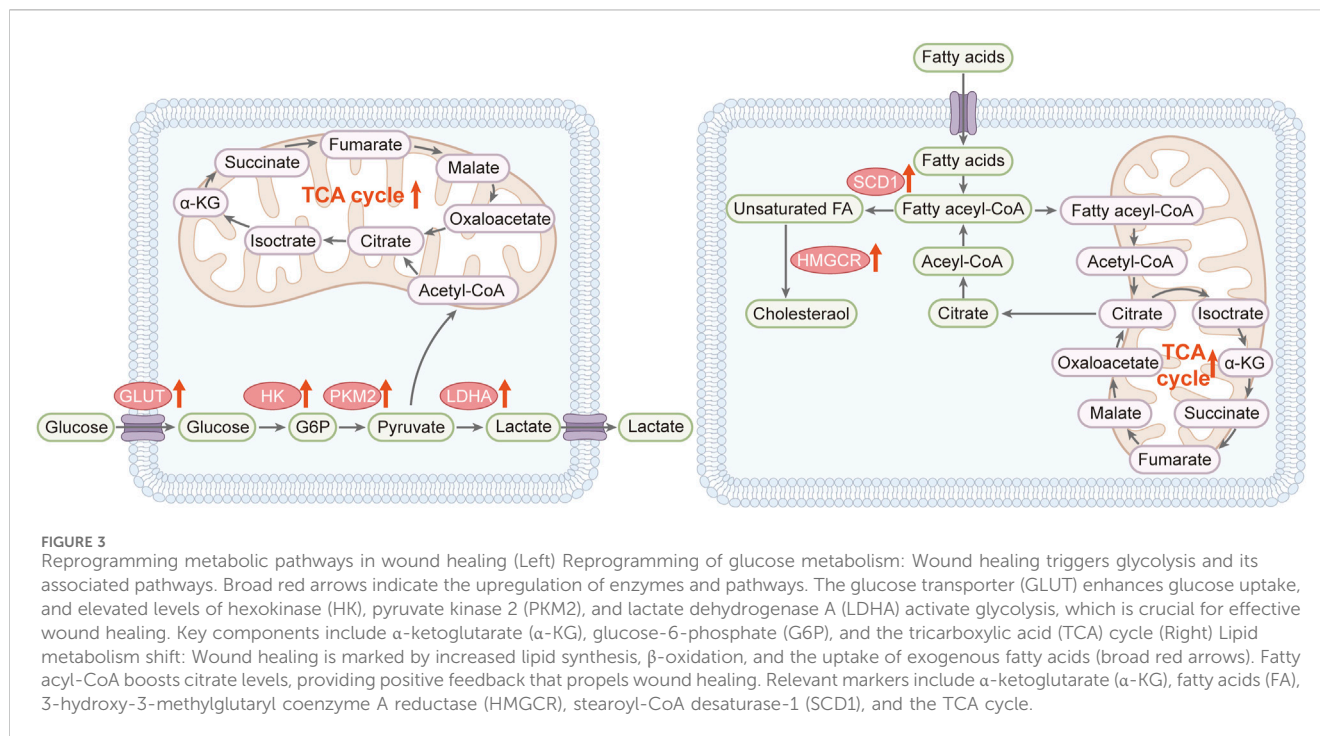 Fumarate
Succinate
Malate
TCA cycle
α-KG
Oxaloacetate
Isoctrate
Citrate
Acetyl-CoA
GLUT
HK
PKM2
LDHA
Glucose
Glucose
G6P
Pyruvate
Lactate
Lactate
Fatty acids
Fatty acids
SCD1
Unsaturated FA
Fatty aceyl-CoA
Fatty aceyl-CoA
HMGCR
Aceyl-CoA
Acetyl-CoA
Cholesteraol
Citrate
Citrate
Isoctrate
Oxaloacetate
TCA
cycle
α-KG
Malate
Succinate
Fumarate
FIGURE 3
Reprogramming metabolic pathways in wound healing (Left) Reprogramming of glucose metabolism: Wound healing triggers glycolysis and its
associated pathways. Broad red arrows indicate the upregulation of enzymes and pathways. The glucose transporter (GLUT) enhances glucose uptake,
and elevated levels of hexokinase (HK), pyruvate kinase 2 (PKM2), and lactate dehydrogenase A (LDHA) activate glycolysis, which is crucial for effective
wound healing. Key components include α-ketoglutarate (α-KG), glucose-6-phosphate (G6P), and the tricarboxylic acid (TCA) cycle (Right) Lipid
metabolism shift: Wound healing is marked by increased lipid synthesis, β-oxidation, and the uptake of exogenous fatty acids (broad red arrows). Fatty
acyl-CoA boosts citrate levels, providing positive feedback that propels wound healing. Relevant markers include α-ketoglutarate (α-KG), fatty acids (FA),
3-hydroxy-3-methylglutaryl coenzyme A reductase (HMGCR), stearoyl-CoA desaturase-1 (SCD1), and the TCA cycle.